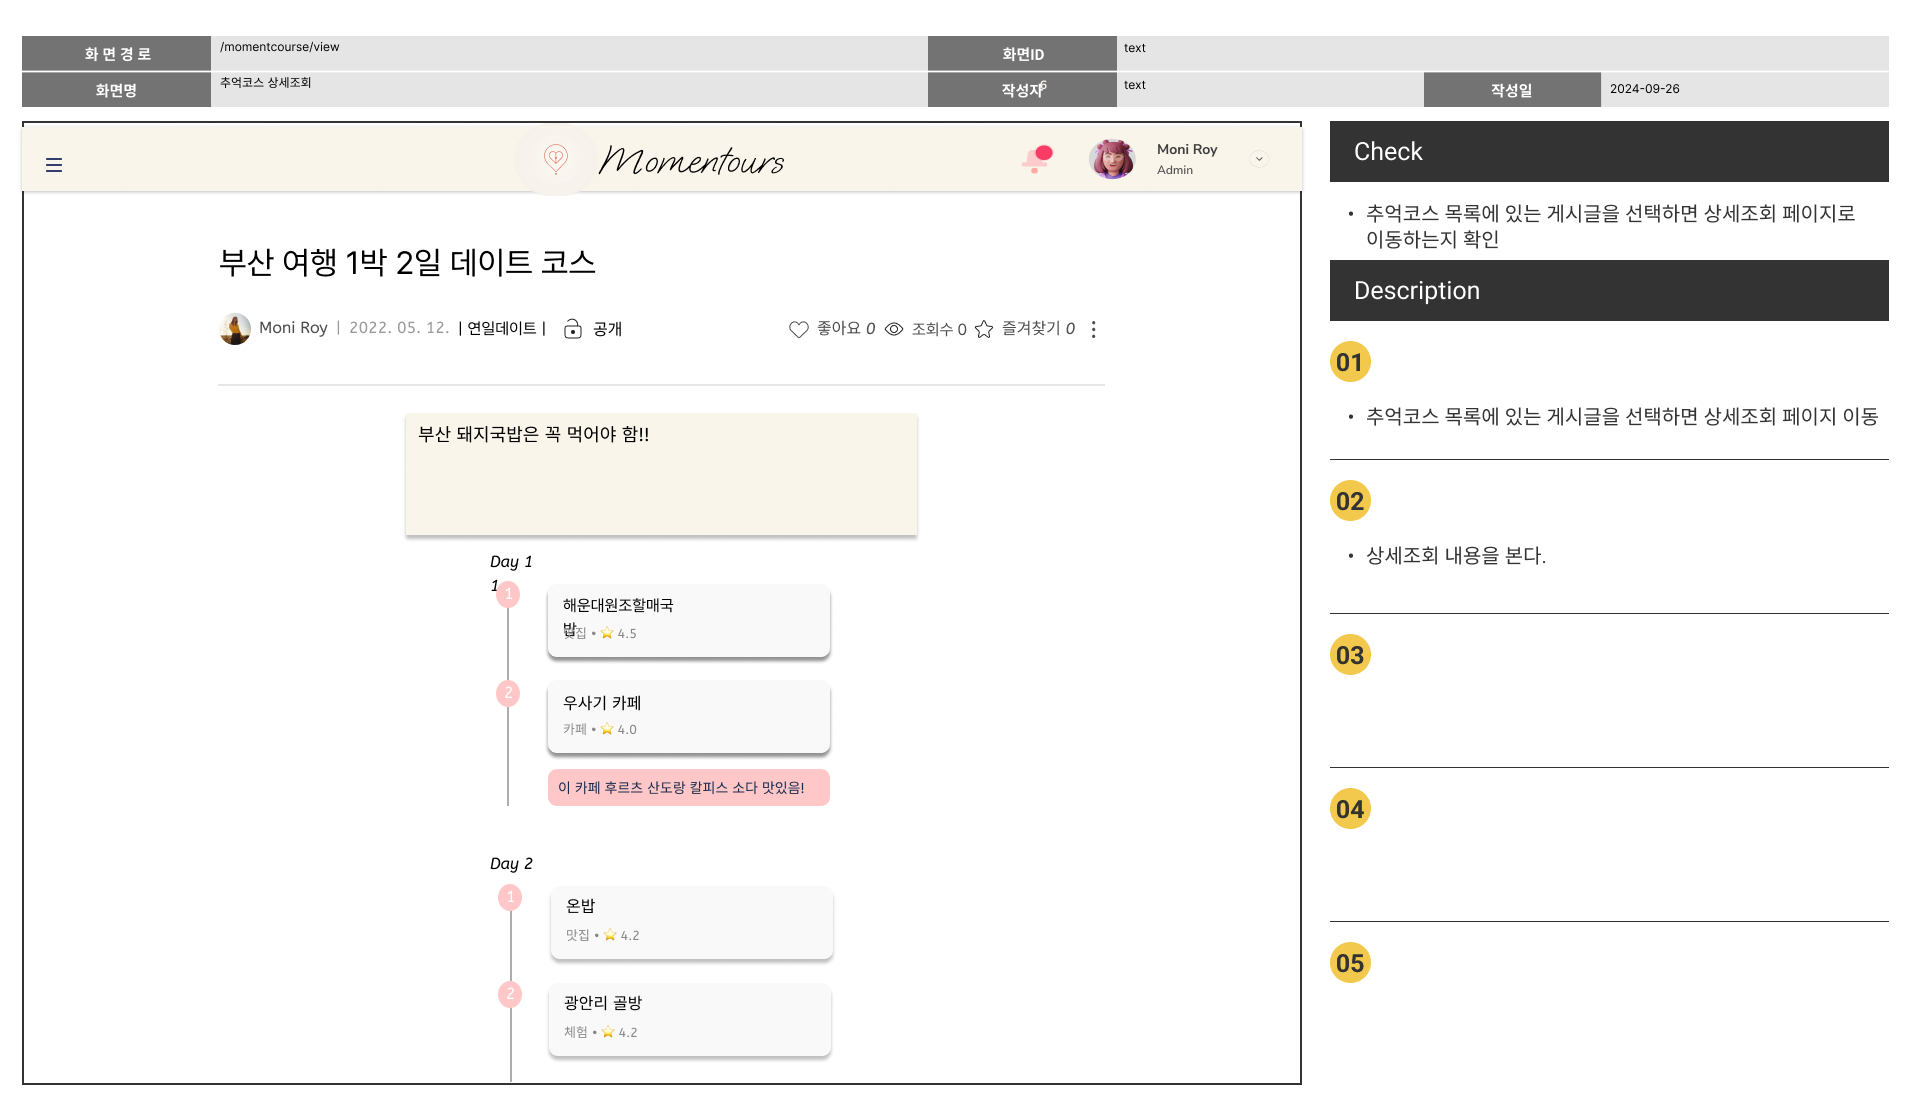 화 면 경 로
/momentcourse/view
화면ID
text
화면명
추억코스 상세조회
작성자6
text
작성일
2024-09-26
Momentours
Moni Roy
Admin
부산 여행 1박 2일 데이트 코스
Moni Roy | 2022. 05. 12. | 연일데이트 | 공개
좋아요 0 조회수 0 즐겨찾기 0
부산 돼지국밥은 꼭 먹어야 함!!
Day 1
1
1
해운대원조할매국
밥
맛집 • 4.5
2
우사기 카페
카페 • 4.0
이 카페 후르츠 산도랑 칼피스 소다 맛있음!
Day 2
1
온밥
맛집 • 4.2
2
광안리 골방
체험 • 4.2
Check
• 추억코스 목록에 있는 게시글을 선택하면 상세조회 페이지로
이동하는지 확인
Description
01
• 추억코스 목록에 있는 게시글을 선택하면 상세조회 페이지 이동
02
• 상세조회 내용을 본다.
03
04
05